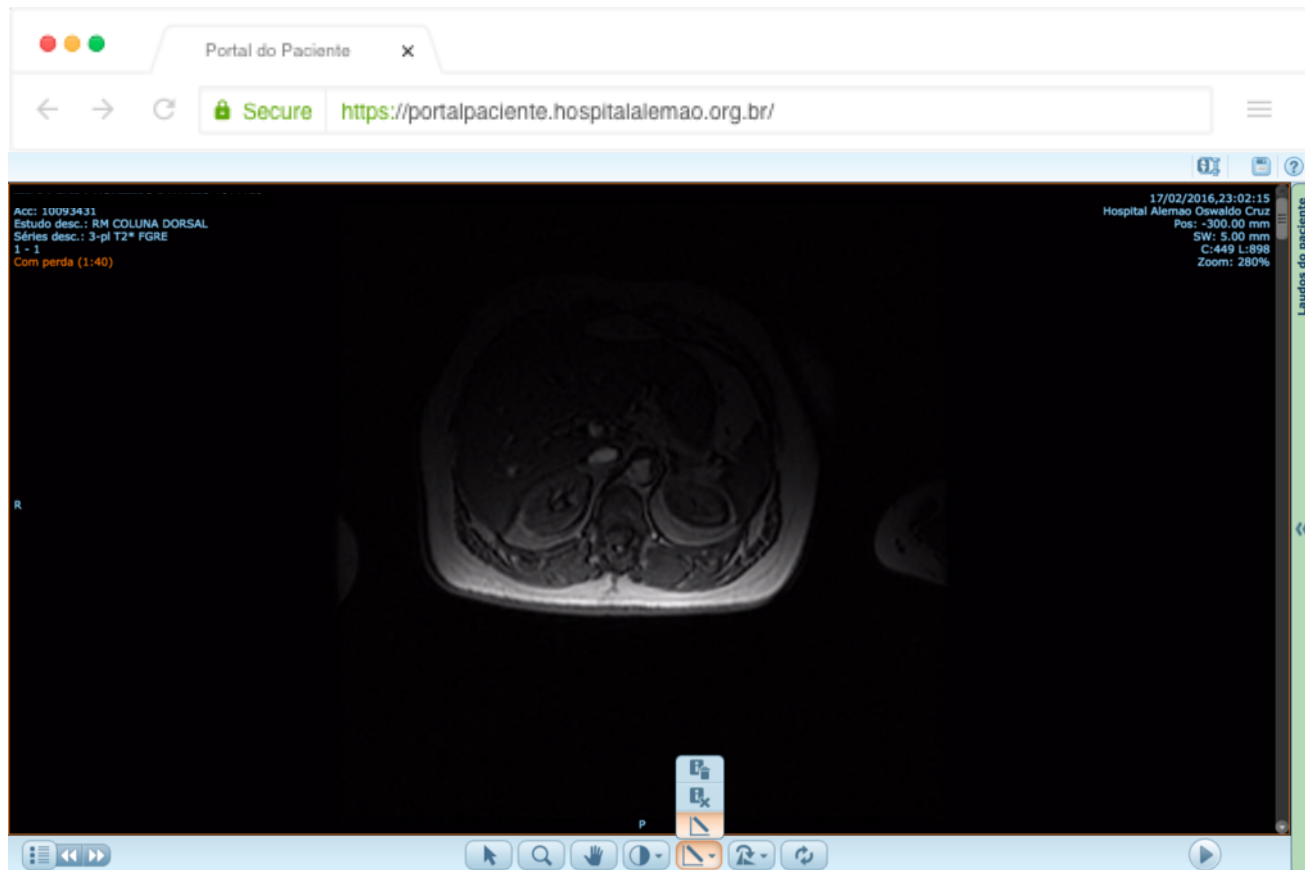 Portal do Paciente
Secure https://portalpaciente.hospitalalemao.org.br/
Acc: 10093431
Estudo desc.: RM COLUNA DORSAL
Séries desc.: 3-pl T2* FGRE
1 - 1
Com perda (1:40)
17/02/2016,23:02:15
Hospital Alemao Oswaldo Cruz
Pos: -300.00 mm
SW: 5.00 mm
C:449 L:898
Zoom: 280%
Laudos do paciente
R
P